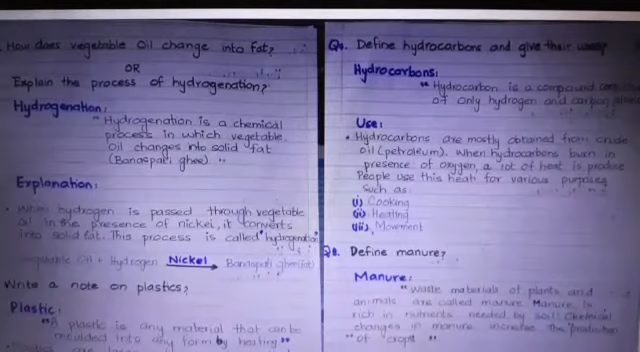 How does vegetable Oil change into fat?
OR
Explain the process of hydrogenation?
Hydrogenation:
"Hydrogenation is a chemical
process in which vegetable
Oil changes into solid fat
(Banaspati ghee). "
Explanation:
• When hydrogen is passed through vegetable
oil in the presence of nickel, it converts
into solid fat. This process is called "hydrogenation"
Oil + Hydrogen Nickel → Banaspati ghee(fat)
Write a note on plastics?
Plastic:
"A plastic is any material that can be
moulded into any form by heating"
Define hydrocarbons and give their uses?
Hydrocarbons:
"Hydrocarbon is a compound
of only hydrogen and carbon
Use:
• Hydrocarbons are mostly obtained from crude
oil (petroleum). When hydrocarbons burn in
presence of oxygen, a lot of heat is produce
People use this heat for various purposes
such as
(i) Cooking
(ii) Heating
(iii) Movement
Define manure?
Manure:
"Waste materials of plants and
animals are called manure. Manure is
rich in nutrients needed by soil. Chemical
changes in manure increase the production
of crops "